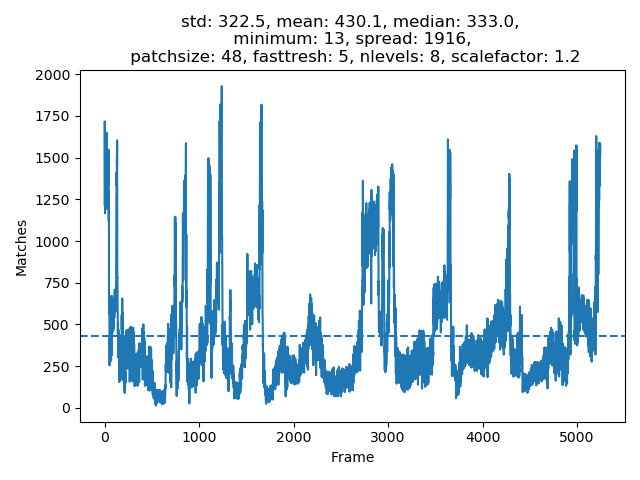 std: 322.5, mean: 430.1, median: 333.0,
minimum: 13, spread: 1916,
patchsize: 48, fasttresh: 5, nlevels: 8, scalefactor: 1.2
2000
1750
1500
1250
1000
750
500
250
0
Matches
0 1000 2000 3000 4000 5000
Frame